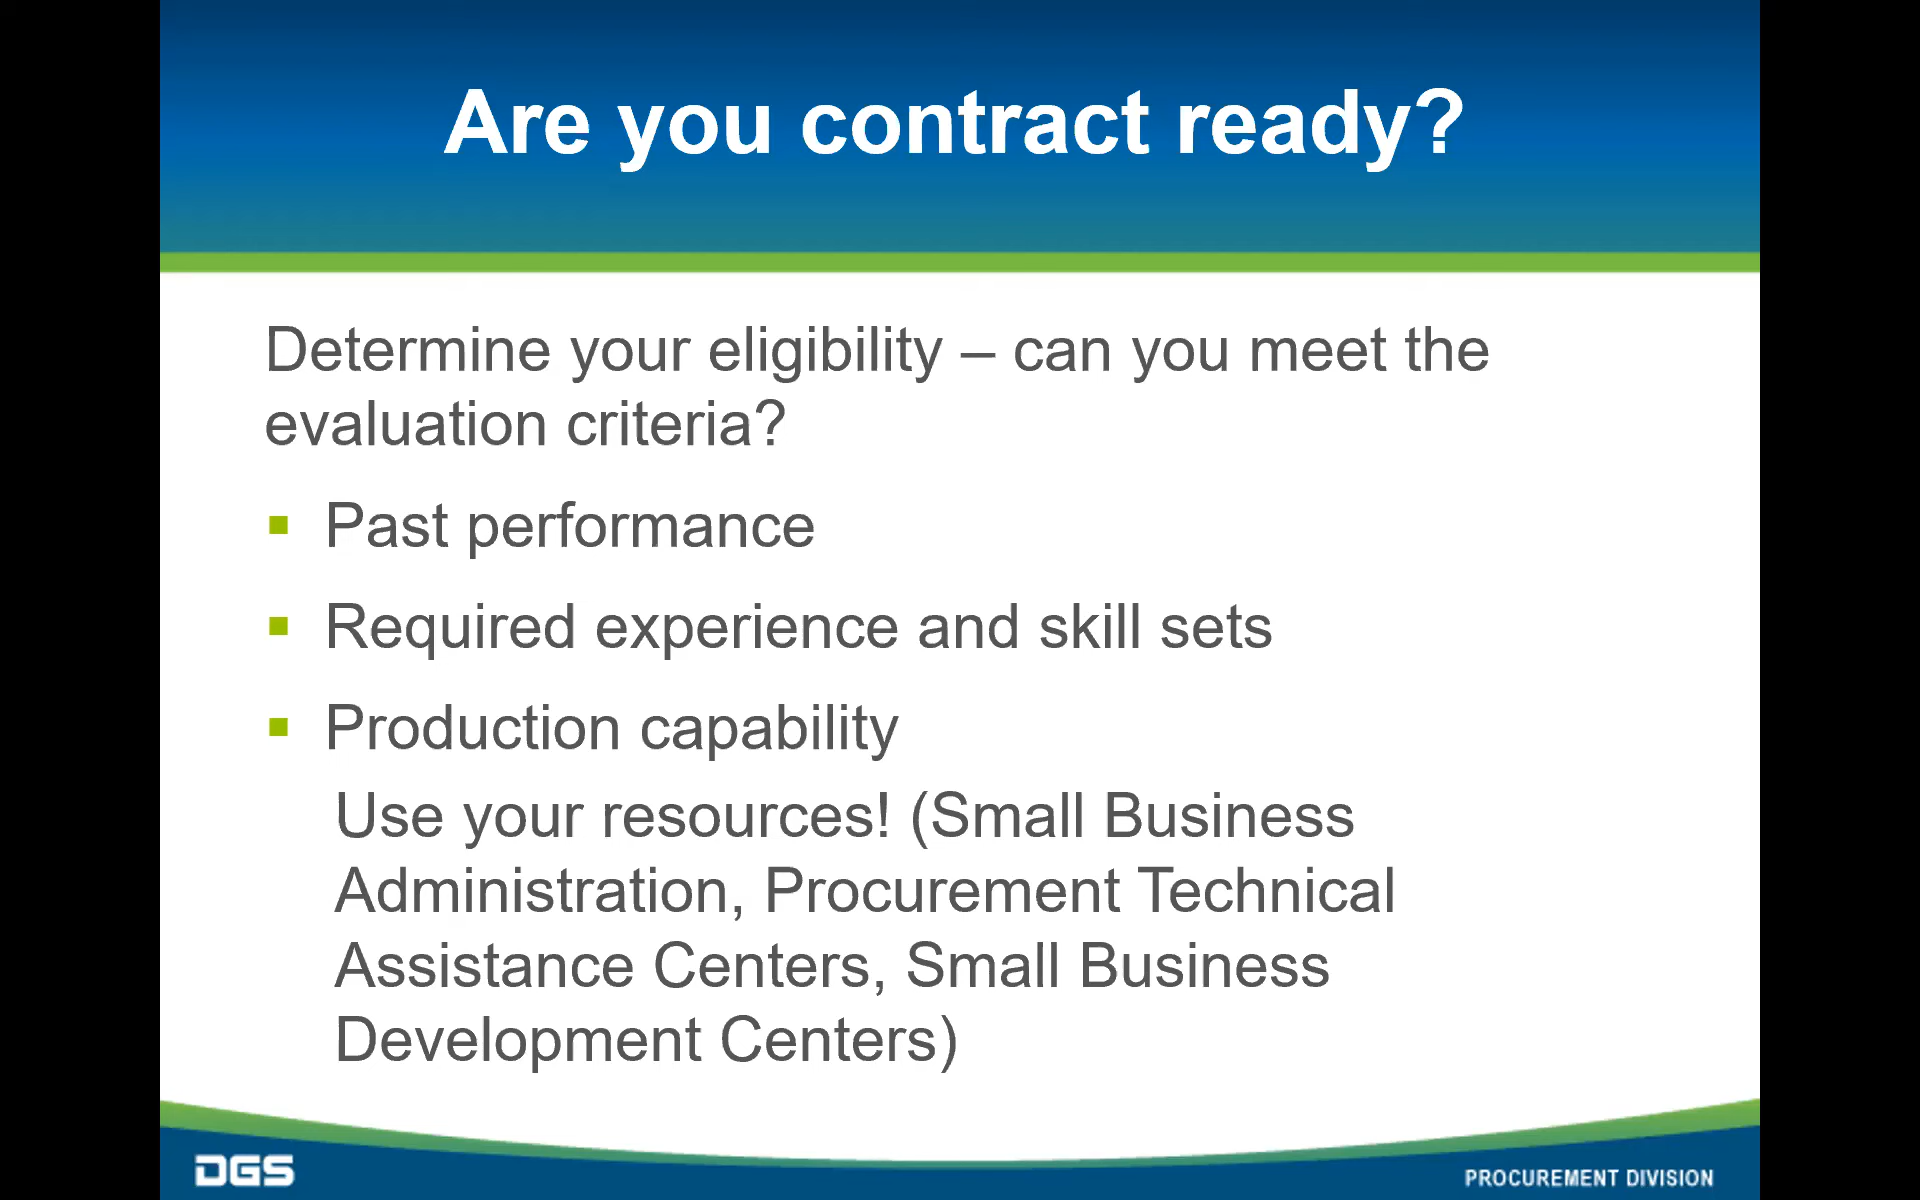 Are you contract ready?
Determine your eligibility – can you meet the
evaluation criteria?
▪ Past performance
▪ Required experience and skill sets
▪ Production capability
Use your resources! (Small Business
Administration, Procurement Technical
Assistance Centers, Small Business
Development Centers)
DGS
PROCUREMENT DIVISION